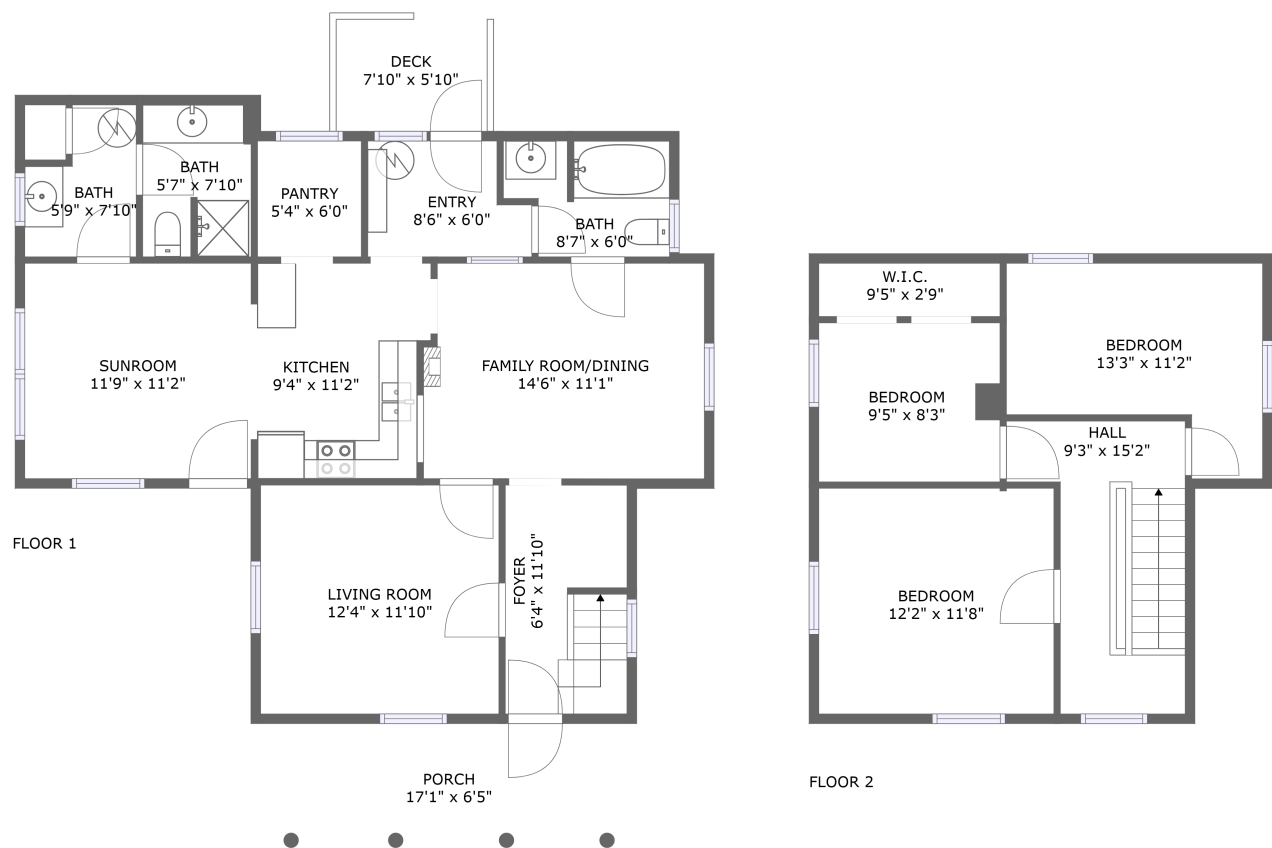 DECK
7'10" x 5'10"
BATH
5'7" x 7'10"
BATH
5'9" x 7'10"
PANTRY
5'4" x 6'0"
ENTRY
8'6" x 6'0"
BATH
8'7" x 6'0"
SUNROOM
11'9" x 11'2"
KITCHEN
9'4" x 11'2"
FAMILY ROOM/DINING
14'6" x 11'1"
FLOOR 1
LIVING ROOM
12'4" x 11'10"
FOYER
6'4" x 11'10"
PORCH
17'1" x 6'5"
W.I.C.
9'5" x 2'9"
BEDROOM
13'3" x 11'2"
BEDROOM
9'5" x 8'3"
HALL
9'3" x 15'2"
BEDROOM
12'2" x 11'8"
FLOOR 2